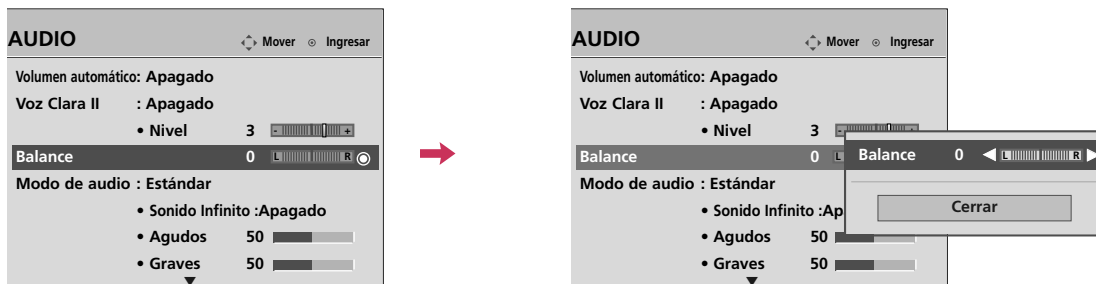 AUDIO
Mover Ingresar
Volumen automático: Apagado
Voz Clara II : Apagado
• Nivel 3 - +
Balance 0 L R
Modo de audio : Estándar
• Sonido Infinito :Apagado
• Agudos 50
• Graves 50
AUDIO
Mover Ingresar
Volumen automático: Apagado
Voz Clara II : Apagado
• Nivel 3 - +
Balance 0 L
Modo de audio : Estándar
• Sonido Infinito :Ap
• Agudos 50
• Graves 50
Balance 0 L R
Cerrar